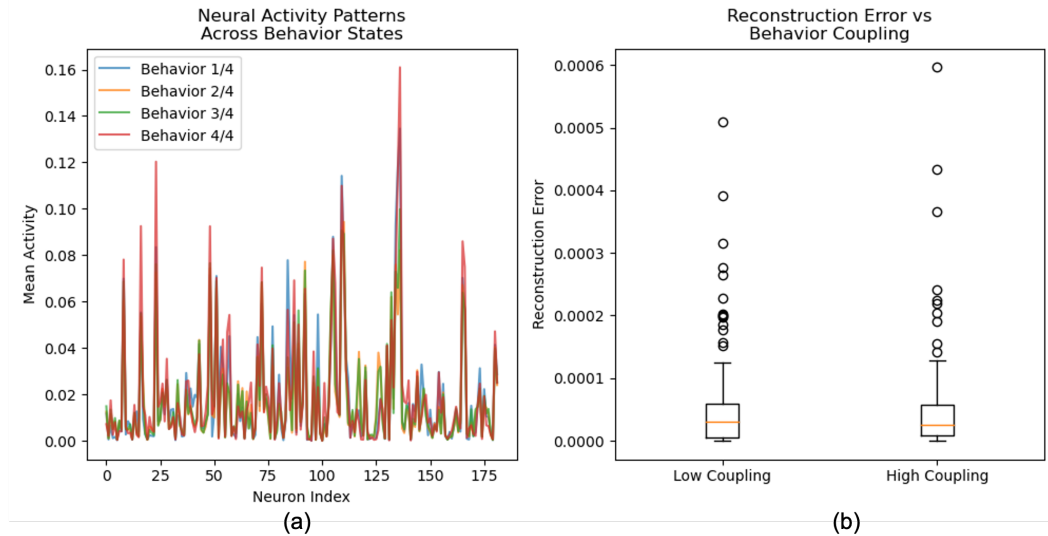 Neural Activity Patterns
Across Behavior States
Mean Activity
0.16
0.14
0.12
0.10
0.08
0.06
0.04
0.02
0.00
Behavior 1/4
Behavior 2/4
Behavior 3/4
Behavior 4/4
0 25 50 75 100 125 150 175
Neuron Index
(a)
Reconstruction Error vs
Behavior Coupling
Reconstruction Error
0.0006
0.0005
0.0004
0.0003
0.0002
0.0001
0.0000
Low Coupling High Coupling
(b)